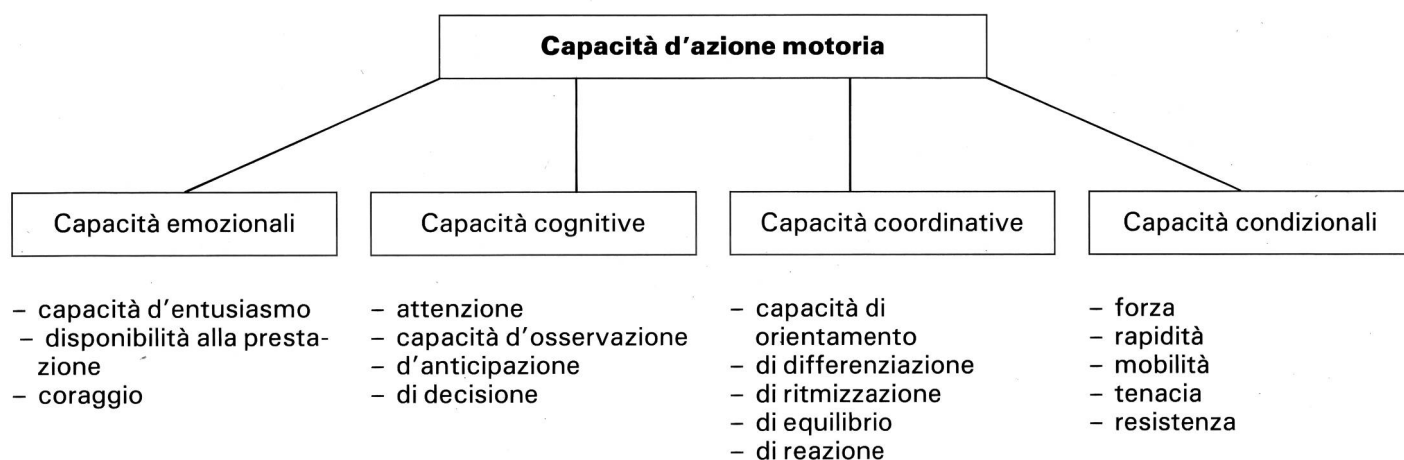 Capacità d'azione motoria
Capacità emozionali
Capacità cognitive
Capacità coordinative
Capacità condizionali
– capacità d'entusiasmo
– disponibilità alla presta-
zione
– coraggio
– attenzione
– capacità d'osservazione
– d'anticipazione
– di decisione
– capacità di
orientamento
– di differenziazione
– di ritmizzazione
– di equilibrio
– di reazione
– forza
– rapidità
– mobilità
– tenacia
– resistenza